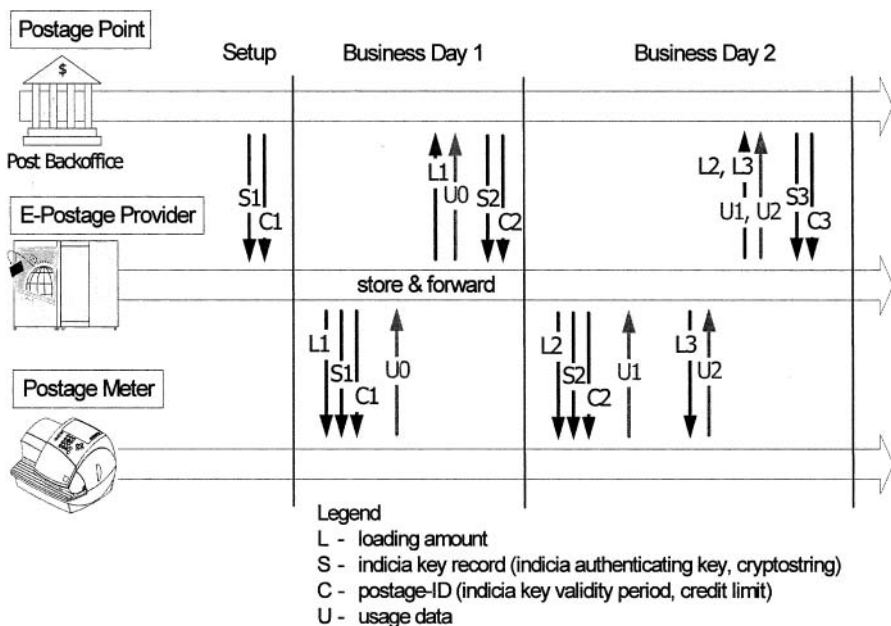 Postage Point
Setup
Business Day 1
Business Day 2
$
Post Backoffice
S1
C1
L1
U0
S2
C2
L2, L3
U1, U2
S3
C3
E-Postage Provider
store & forward
L1
S1
C1
U0
L2
S2
C2
U1
L3
U2
Postage Meter
Legend
L - loading amount
S - indicia key record (indicia authenticating key, cryptostring)
C - postage-ID (indicia key validity period, credit limit)
U - usage data